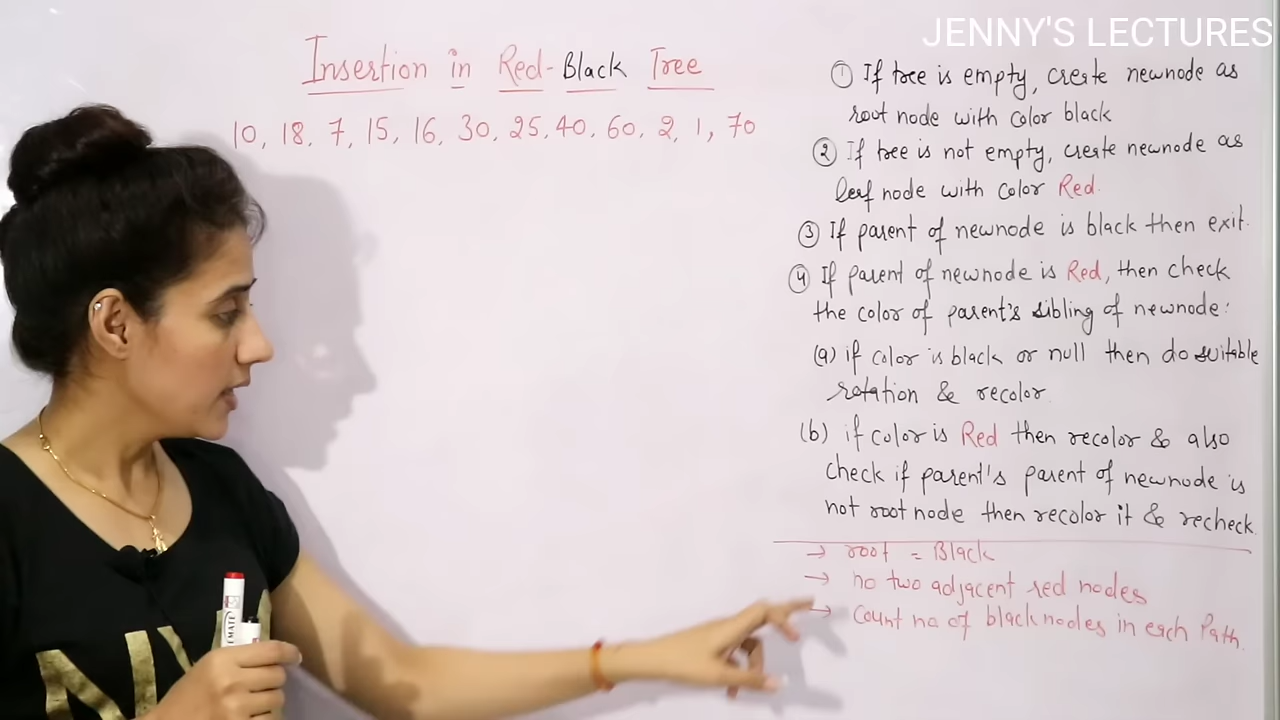 JENNY'S LECTURES
Insertion in Red-Black Tree
10, 18, 7, 15, 16, 30, 25, 40, 60, 2, 1, 70
① If tree is empty, create newnode as
root node with color black
② If tree is not empty, create newnode as
leaf node with color Red.
③ If parent of newnode is black then exit.
④ If parent of newnode is Red, then check
the color of parent's sibling of newnode:
(a) if color is black or null then do suitable
rotation & recolor.
(b) if color is Red then recolor & also
check if parent's parent of newnode is
not root node then recolor it & recheck
→ root = Black
→ no two adjacent red nodes
→ Count no of black nodes in each Path.